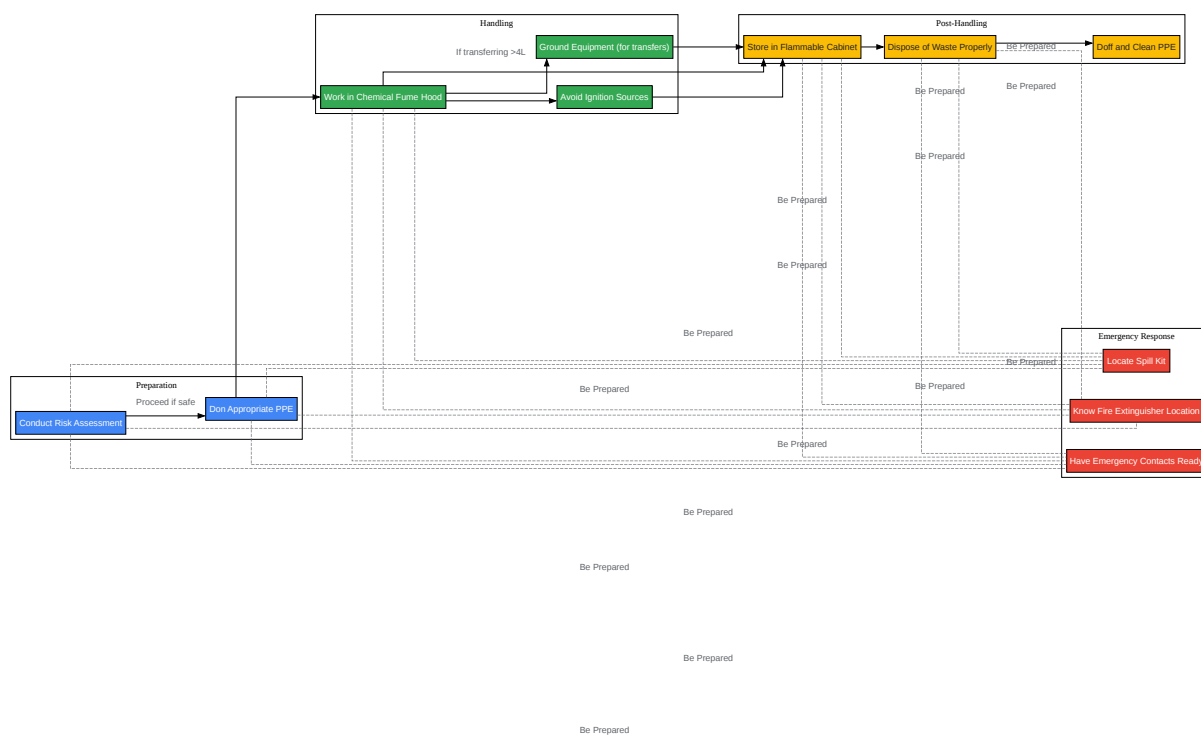 Handling
If transferring >4L
Ground Equipment (for transfers)
Work in Chemical Fume Hood
Avoid Ignition Sources
Post-Handling
Store in Flammable Cabinet
Dispose of Waste Properly
Be Prepared
Doff and Clean PPE
Be Prepared
Be Prepared
Be Prepared
Be Prepared
Be Prepared
Be Prepared
Emergency Response
Locate Spill Kit
Be Prepared
Know Fire Extinguisher Location
Have Emergency Contacts Ready
Preparation
Proceed if safe
Conduct Risk Assessment
Don Appropriate PPE
Be Prepared
Be Prepared
Be Prepared
Be Prepared
Be Prepared
Be Prepared
Be Prepared